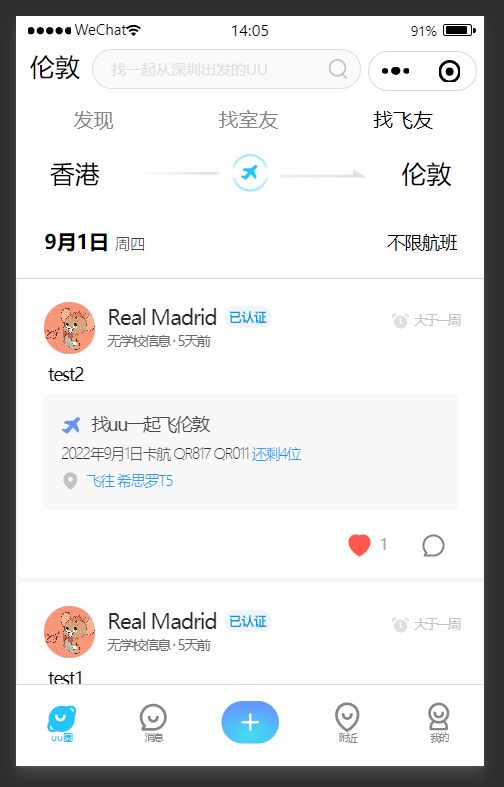 WeChat 14:05 91%
伦敦 找一起从深圳出发的UU
发现 找室友 找飞友
香港 伦敦
9月1日 周四 不限航班
Real Madrid 已认证 大于一周
无学校信息·5天前
test2
找uu一起飞伦敦
2022年9月1日卡航 QR817 QR011 还剩4位
飞往 希思罗T5
1
Real Madrid 已认证 大于一周
无学校信息·5天前
test1
uu圈 消息 附近 我的